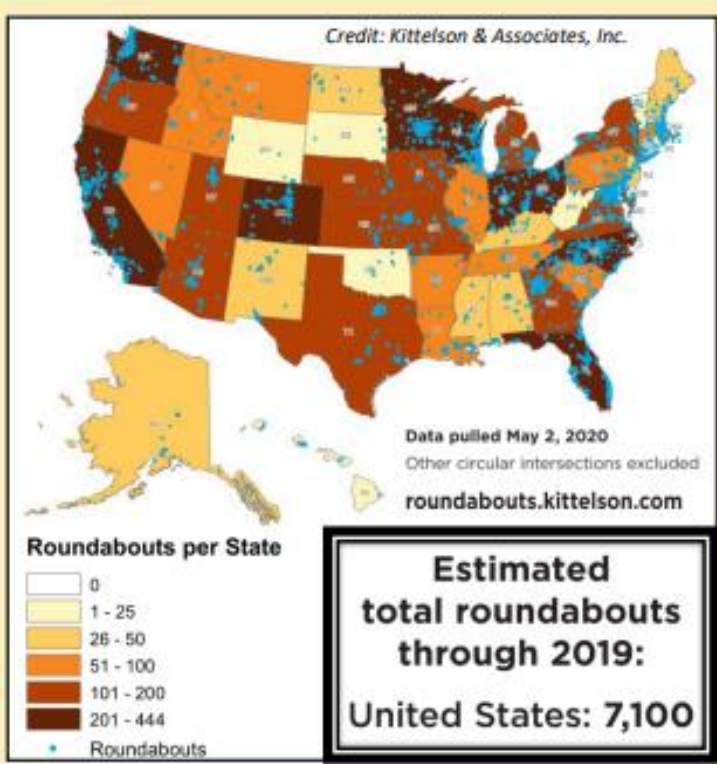 Credit: Kittelson & Associates, Inc.
TX
Data pulled May 2, 2020
Other circular intersections excluded
roundabouts.kittelson.com
Roundabouts per State
0
1 - 25
26 - 50
51 - 100
101 - 200
201 - 444
Roundabouts
Estimated
total roundabouts
through 2019:
United States: 7,100